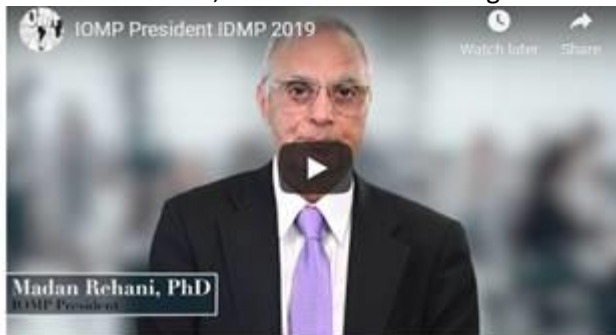 IOMP President IDMP 2019
Watch later
Share
Madan Rehani, PhD
IOMP President